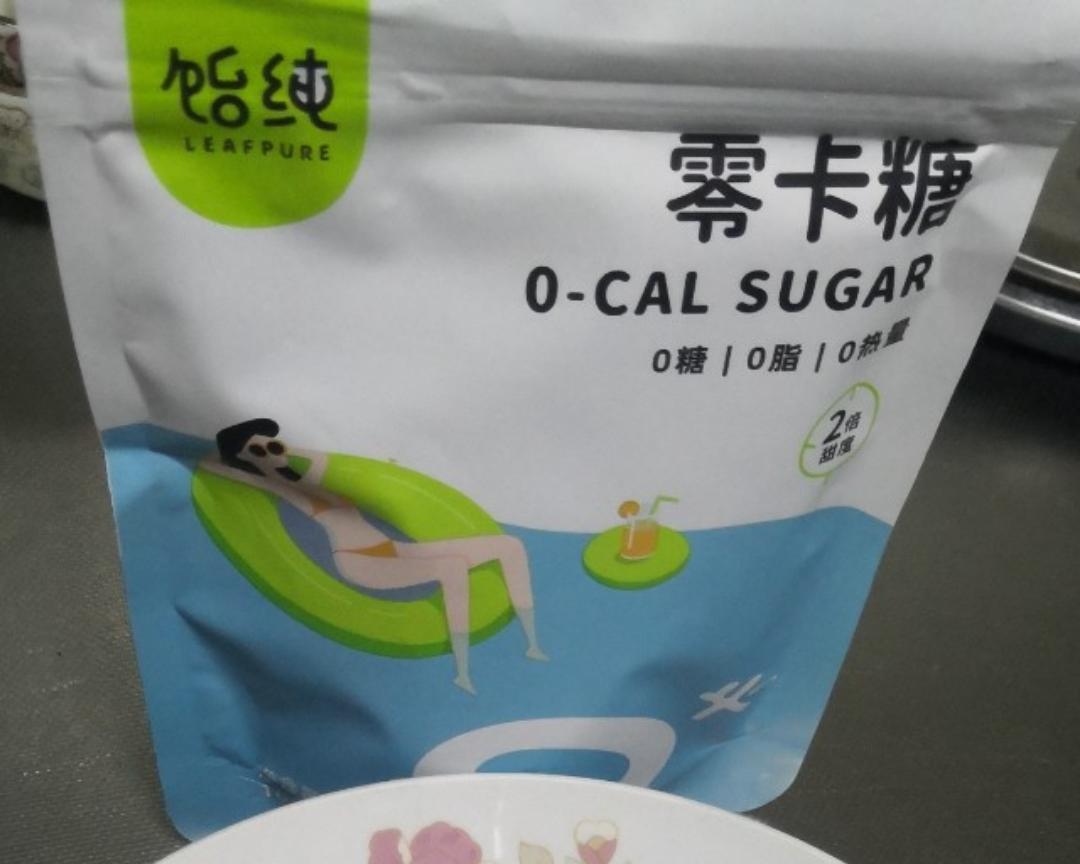 饴纯
LEAFPURE
零卡糖
0-CAL SUGAR
0糖 | 0脂 | 0热量
2倍
甜度